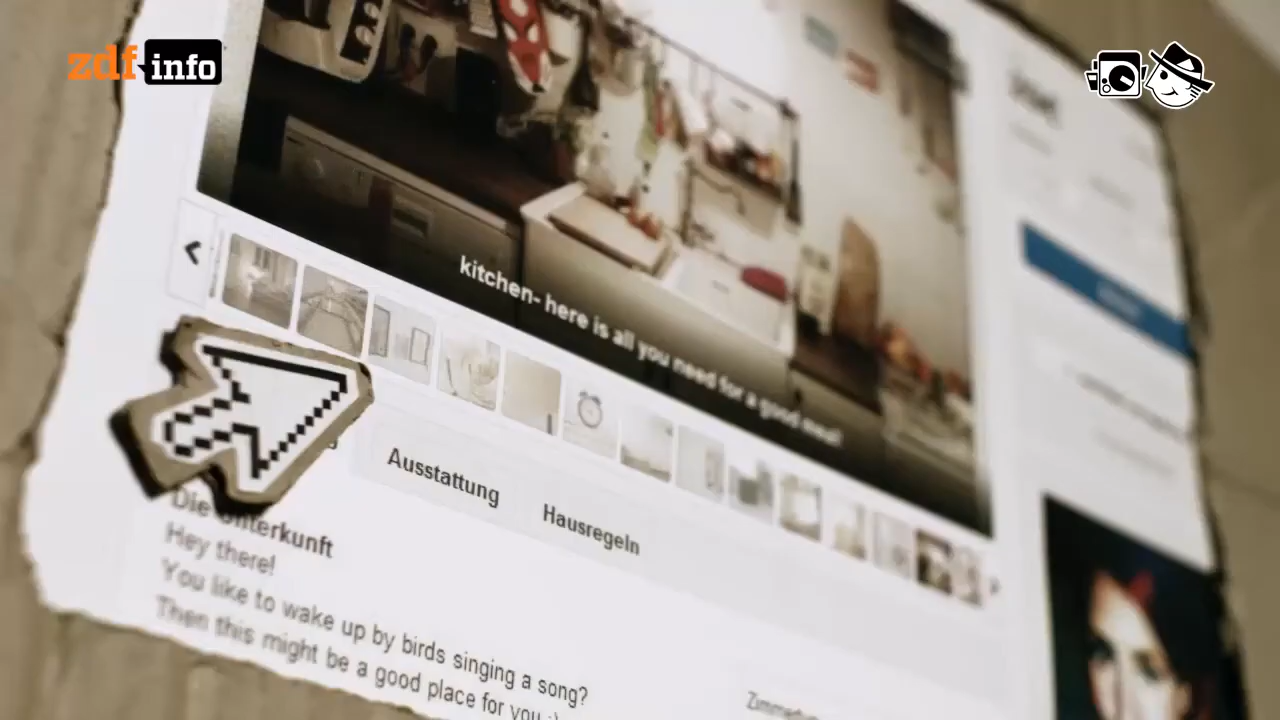 zdf info
kitchen- here is all you need for a good meal!
Ausstattung
Hausregeln
Die Unterkunft
Hey there!
You like to wake up by birds singing a song?
Then this might be a good place for you :)